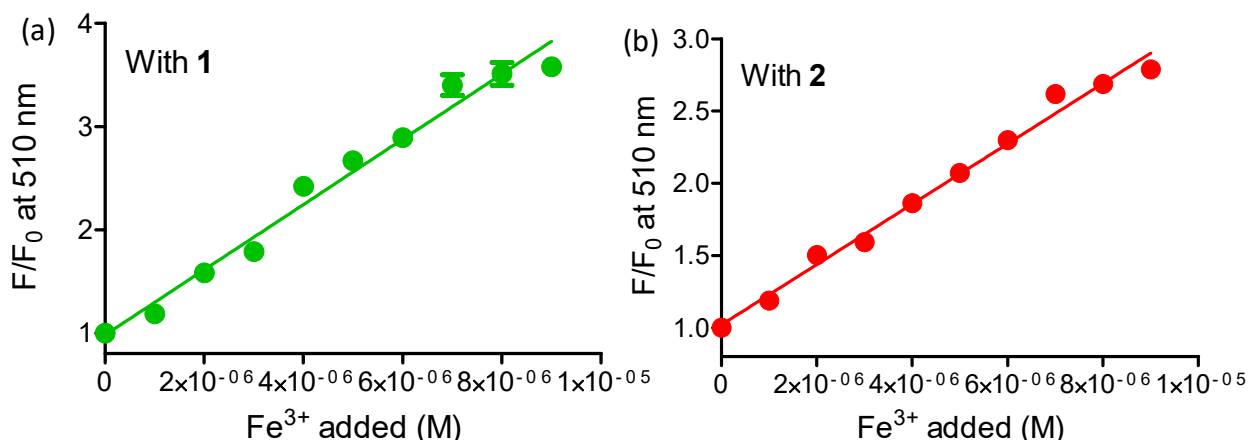 (a)
With 1
F/F₀ at 510 nm
4
3
2
1
0 2×10⁻⁰⁶ 4×10⁻⁰⁶ 6×10⁻⁰⁶ 8×10⁻⁰⁶ 1×10⁻⁰⁵
Fe³⁺ added (M)
(b)
With 2
F/F₀ at 510 nm
3.0
2.5
2.0
1.5
1.0
0 2×10⁻⁰⁶ 4×10⁻⁰⁶ 6×10⁻⁰⁶ 8×10⁻⁰⁶ 1×10⁻⁰⁵
Fe³⁺ added (M)